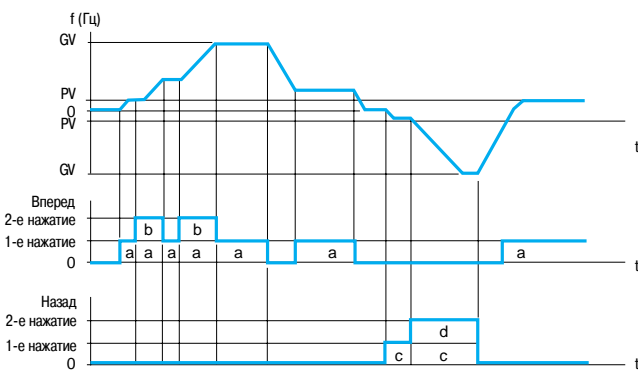 f (Гц)
GV
PV
0
PV
t
GV
Вперед
2-е нажатие
b b
1-е нажатие
a a a a a a a
0
t
Назад
2-е нажатие
d
1-е нажатие
c c
0
t